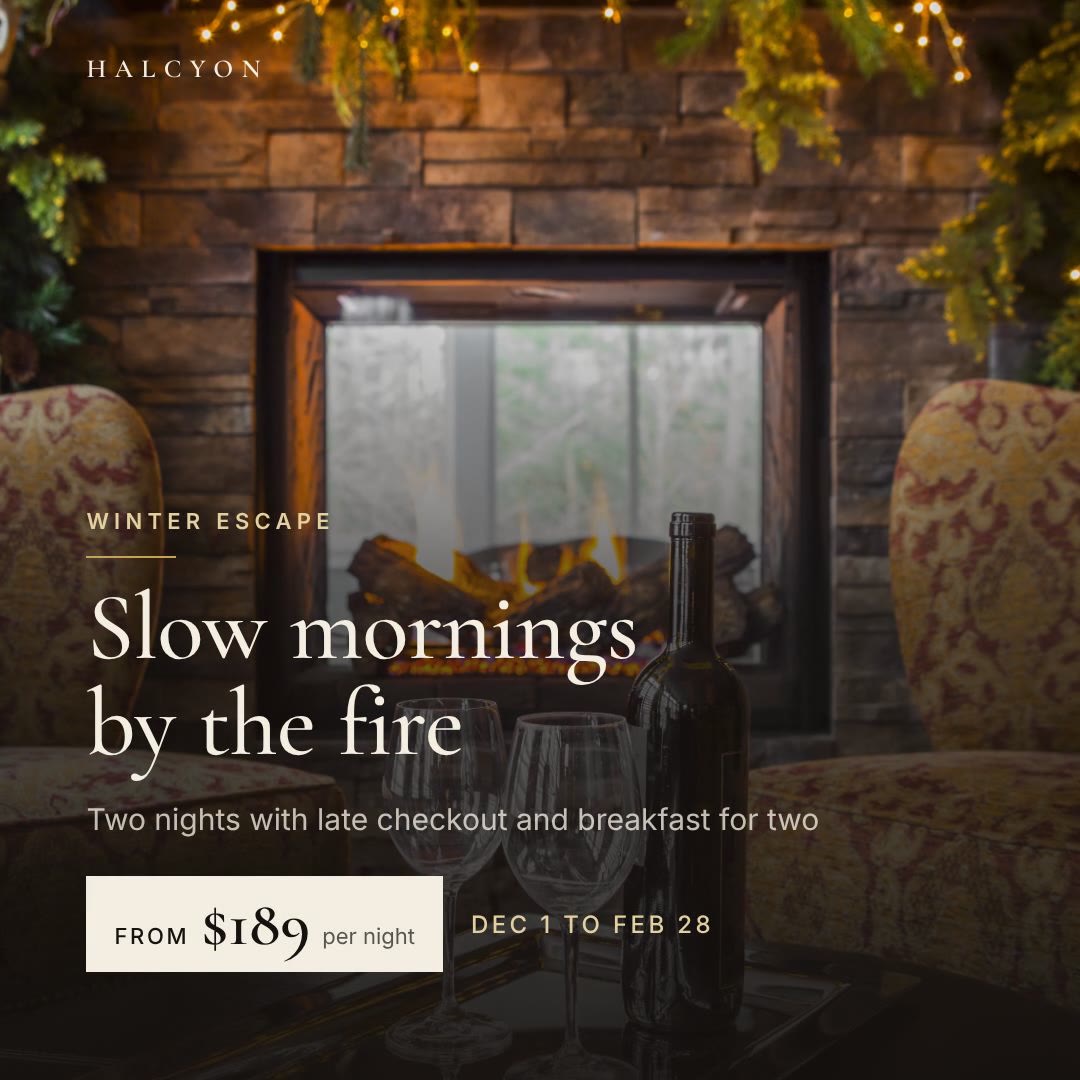 HALCYON
WINTER ESCAPE
Slow mornings
by the fire
Two nights with late checkout and breakfast for two
FROM $189 per night
DEC 1 TO FEB 28